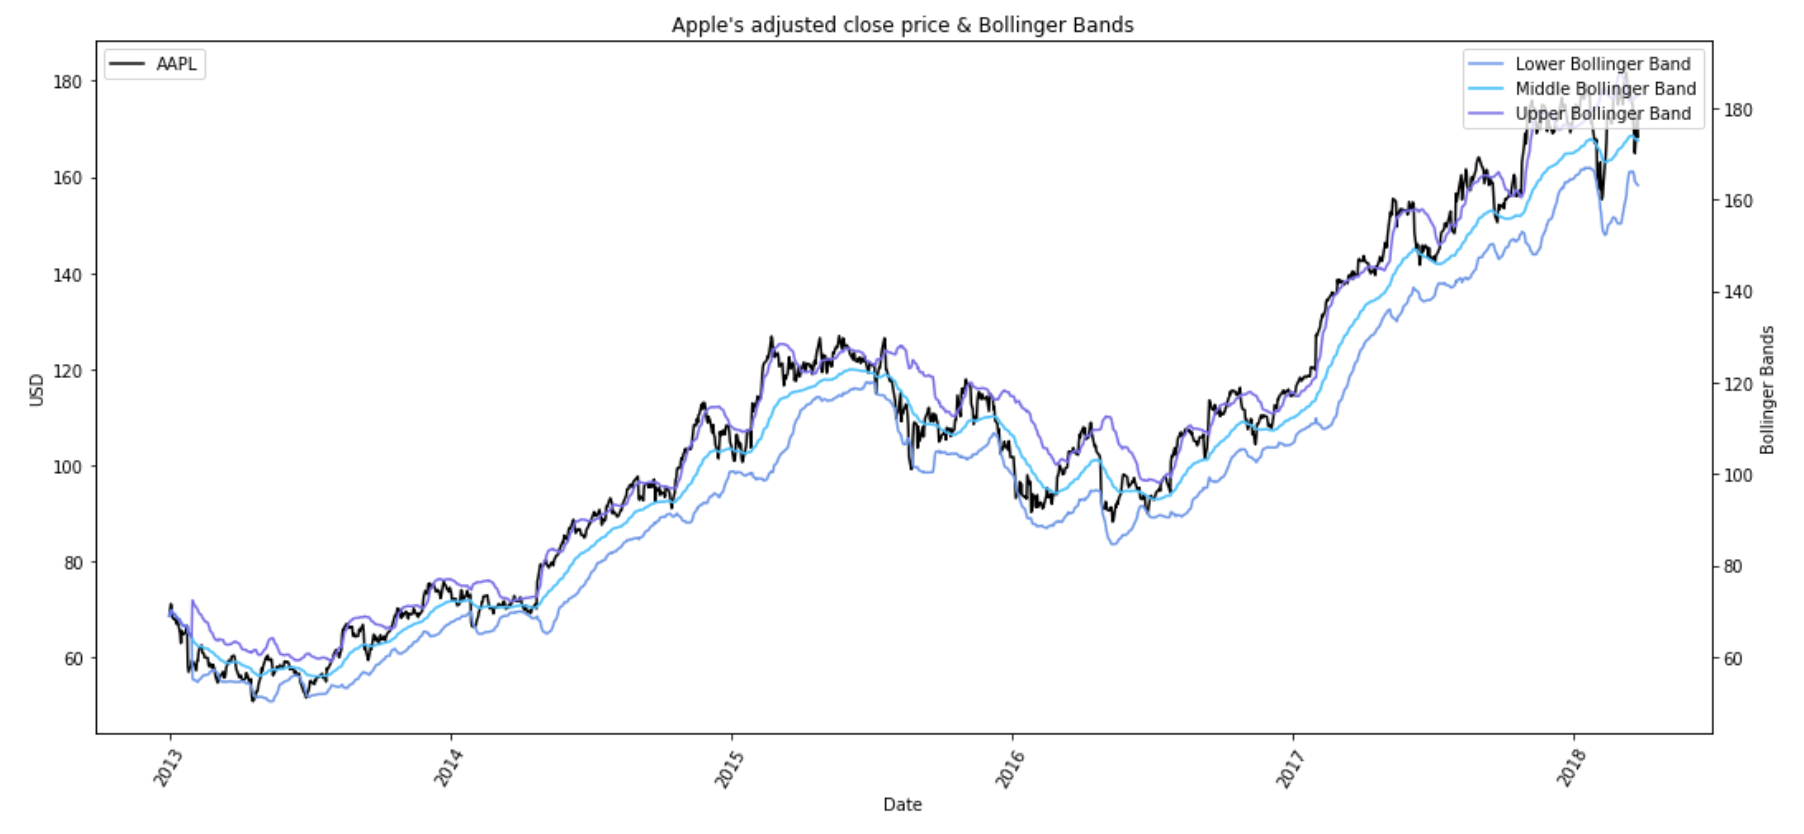 Apple's adjusted close price & Bollinger Bands
AAPL
Lower Bollinger Band
Middle Bollinger Band
Upper Bollinger Band
USD
180
160
140
120
100
80
60
180
160
140
120
100
80
60
Bollinger Bands
2013
2014
2015
2016
2017
2018
Date